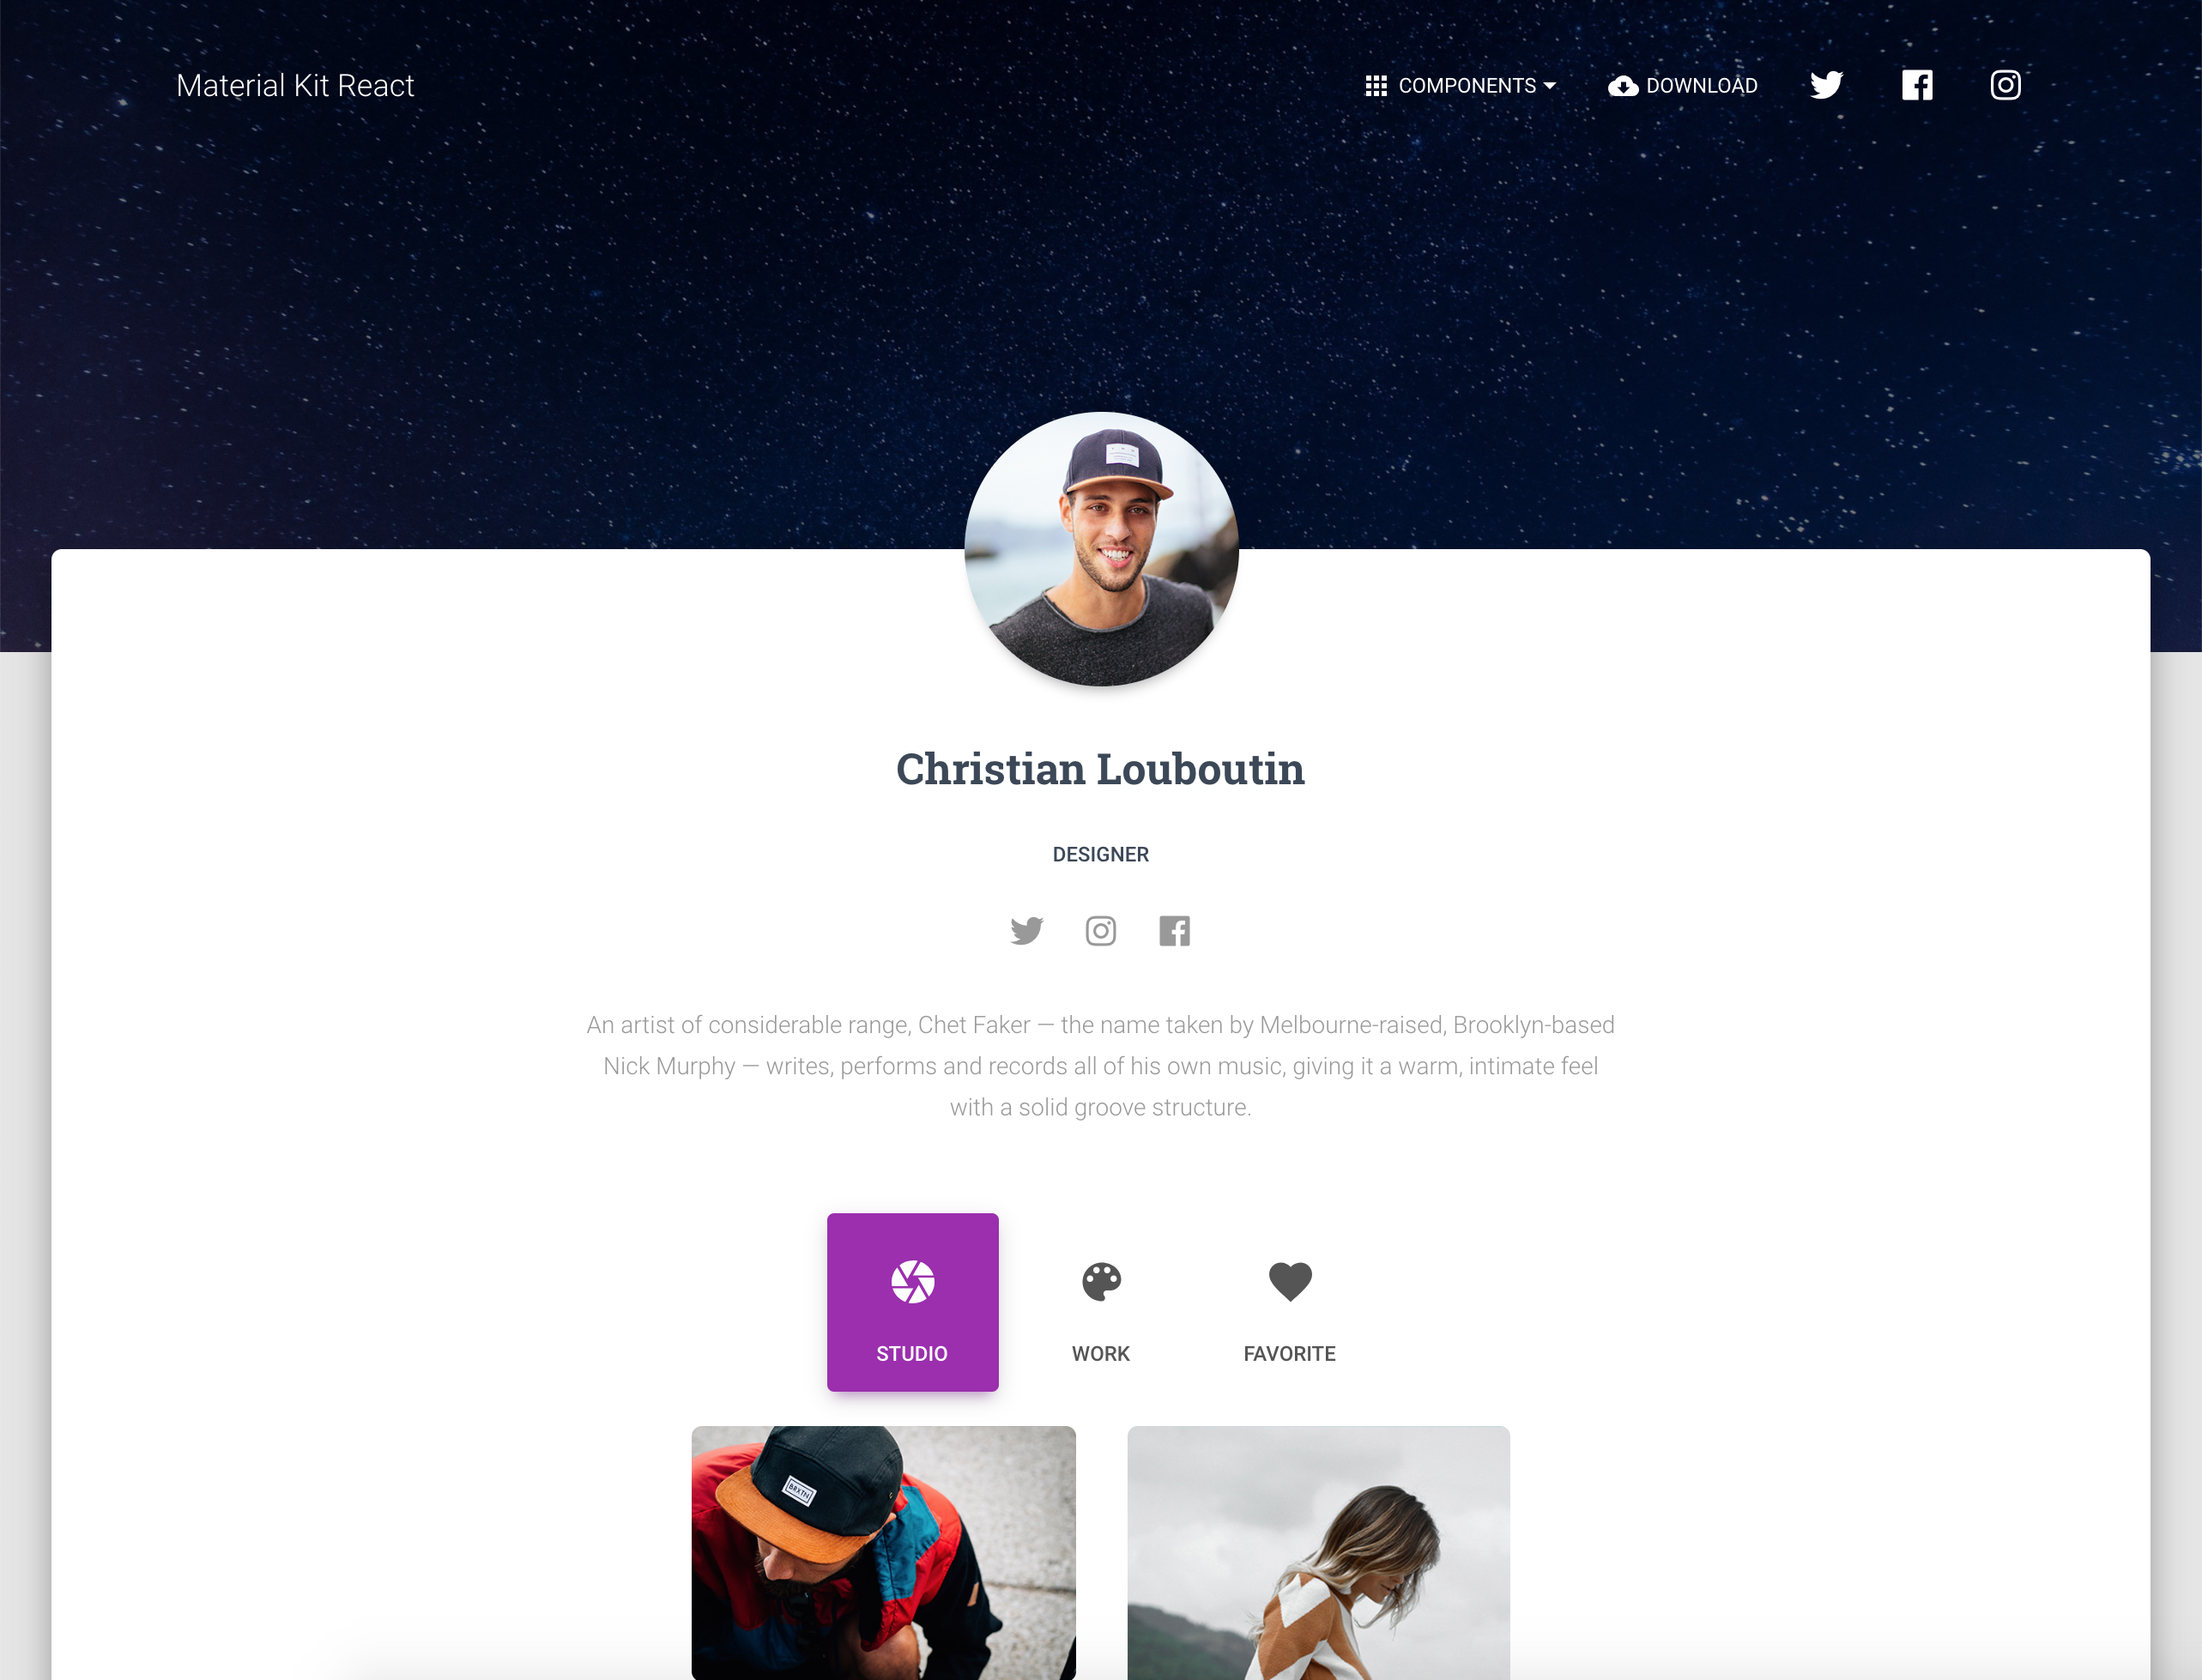 Material Kit React
COMPONENTS
DOWNLOAD
Christian Louboutin
DESIGNER
An artist of considerable range, Chet Faker — the name taken by Melbourne-raised, Brooklyn-based
Nick Murphy — writes, performs and records all of his own music, giving it a warm, intimate feel
with a solid groove structure.
STUDIO
WORK
FAVORITE
BRXTN